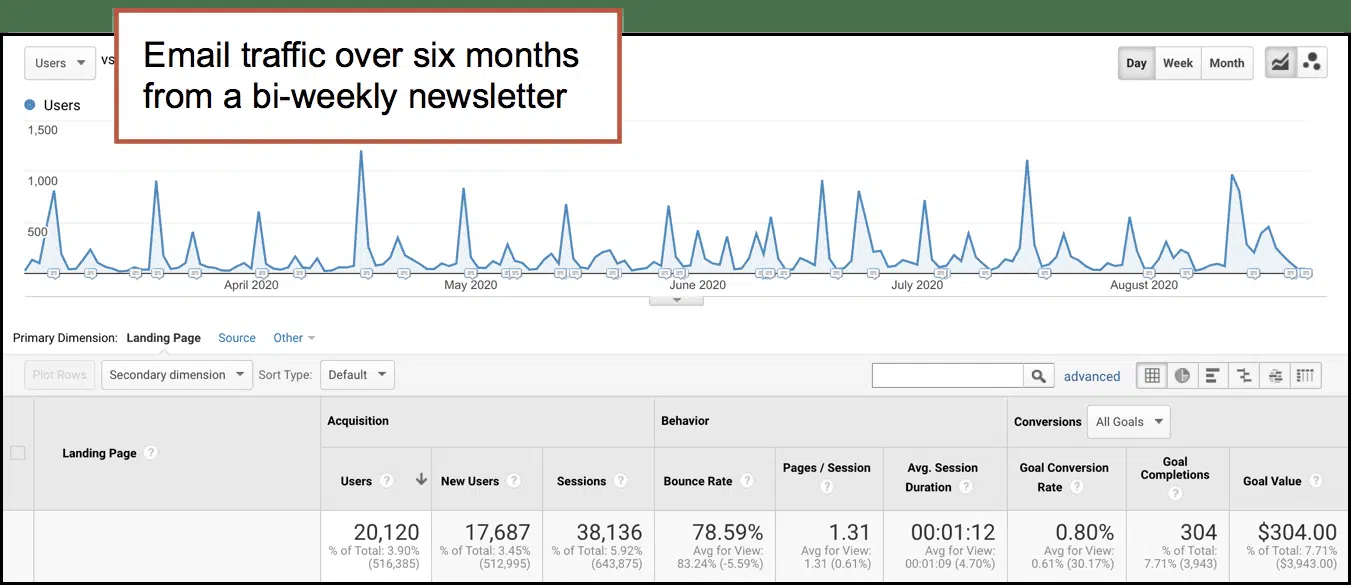 Email traffic over six months
from a bi-weekly newsletter
Users
vs
Day Week Month
Users
1,500
1,000
500
April 2020 May 2020 June 2020 July 2020 August 2020
Primary Dimension: Landing Page Source Other
Plot Rows Secondary dimension Sort Type: Default advanced
Acquisition Behavior Conversions All Goals
Landing Page ?
Users ? New Users ? Sessions ? Bounce Rate ? Pages / Session ? Avg. Session Duration ? Goal Conversion Rate ? Goal Completions ? Goal Value ?
20,120 17,687 38,136 78.59% 1.31 00:01:12 0.80% 304 $304.00
% of Total: 3.90% % of Total: 3.45% % of Total: 5.92% Avg for View: Avg for View: Avg for View: Avg for View: % of Total: % of Total: 7.71%
(516,385) (512,995) (643,875) 83.24% (-5.59%) 1.31 (0.61%) 00:01:09 (4.70%) 0.61% (30.17%) 7.71% (3,943) ($3,943.00)